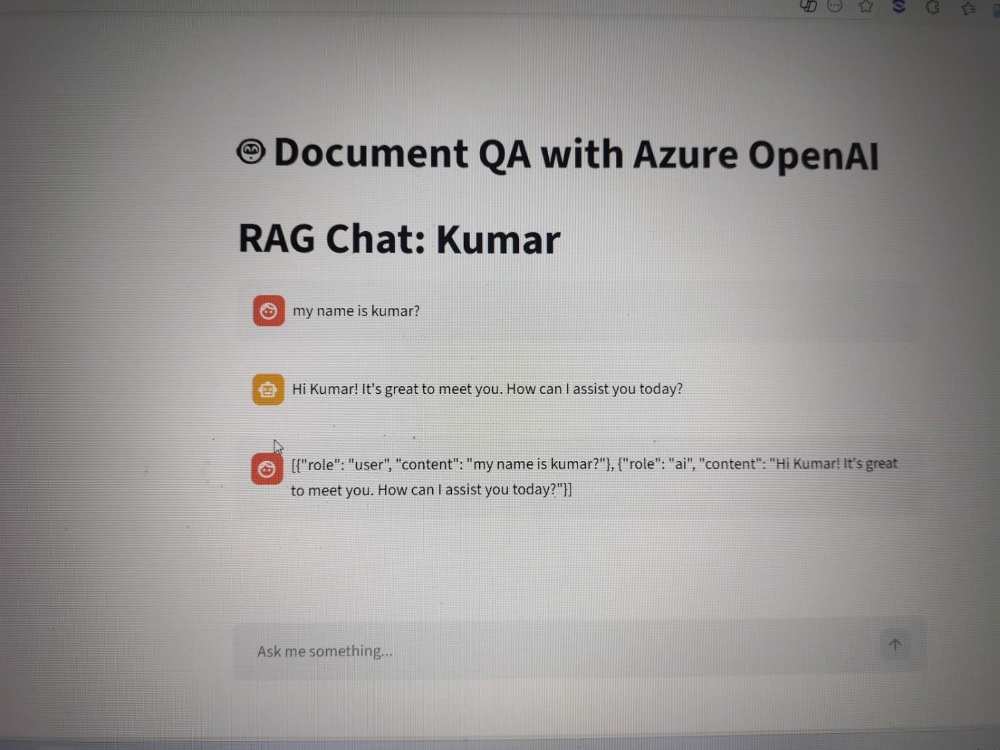 Document QA with Azure OpenAI
RAG Chat: Kumar
my name is kumar?
Hi Kumar! It's great to meet you. How can I assist you today?
[{"role": "user", "content": "my name is kumar?"}, {"role": "ai", "content": "Hi Kumar! It's great
to meet you. How can I assist you today?"}]
Ask me something...